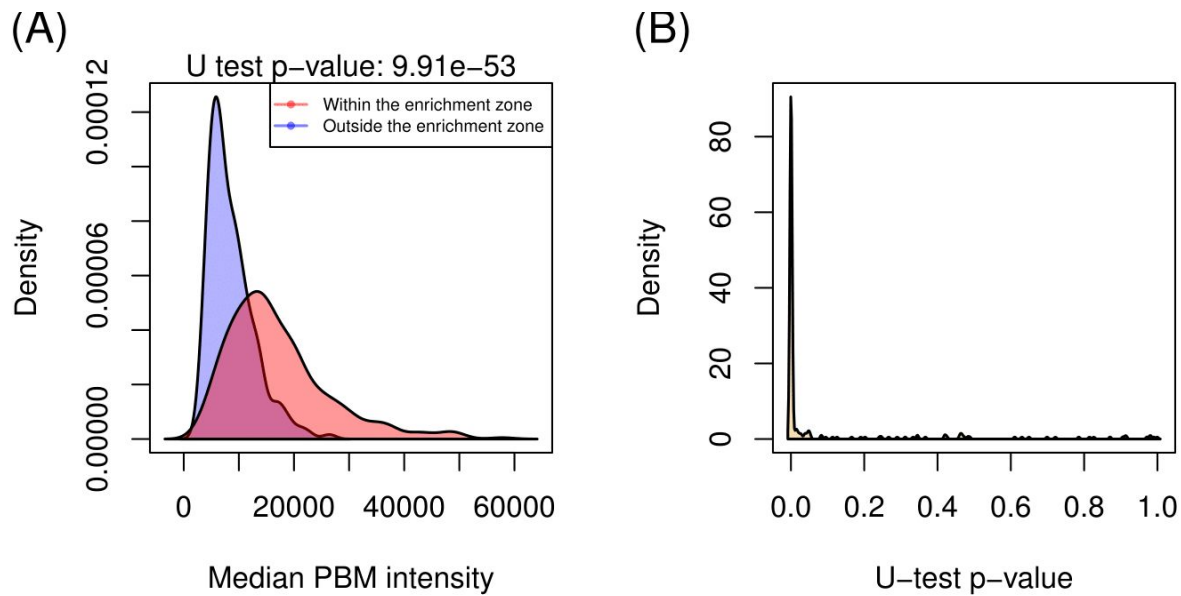 (A)
U test p−value: 9.91e−53
Within the enrichment zone
Outside the enrichment zone
Density
0.00000
0.00006
0.00012
0
20000
40000
60000
Median PBM intensity
(B)
Density
0
20
40
60
80
0.0
0.2
0.4
0.6
0.8
1.0
U−test p−value